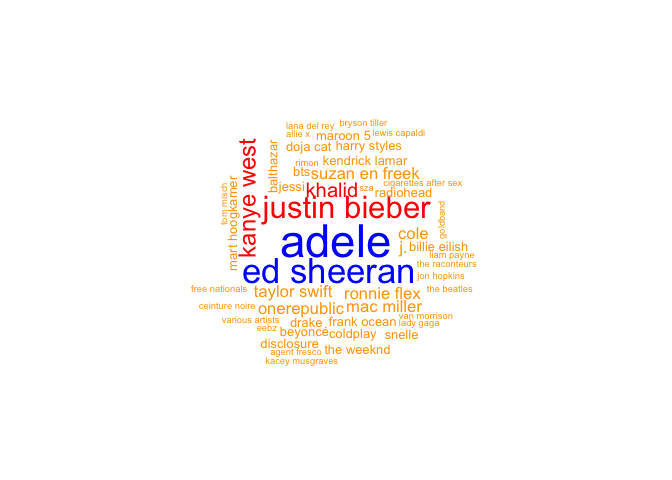 lana del rey
bryson tiller
allie x
maroon 5
lewis capaldi
doja cat
harry styles
balthazar
rimon
kendrick lamar
bts
suzan en freek
kanye west
jessi
khalid
sza
cigarettes after sex
radiohead
tom misch
mart hoogkamer
justin bieber
goldband
adele
cole
j.
billie eilish
liam payne
ed sheeran
the raconteurs
jon hopkins
free nationals
taylor swift
ronnie flex
the beatles
ceinture noire
onerepublic
mac miller
van morrison
various artists
drake
frank ocean
lady gaga
eebz
beyoncé
coldplay
snelle
disclosure
agent fresco
the weeknd
kacey musgraves